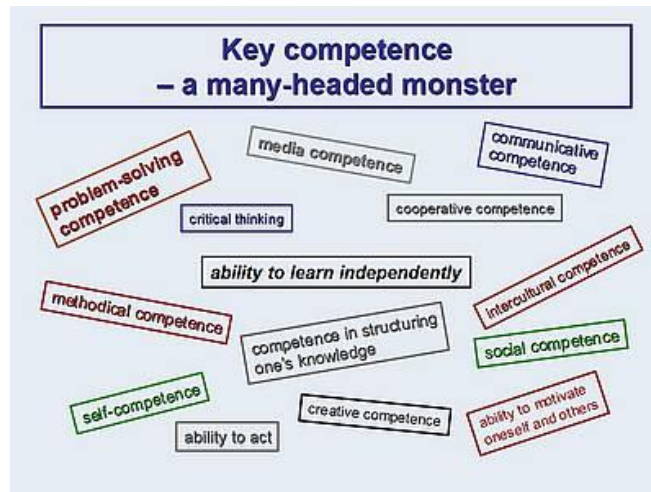 Key competence
– a many-headed monster
problem-solving
competence
media competence
communicative
competence
critical thinking
cooperative competence
ability to learn independently
intercultural competence
methodical competence
competence in structuring
one's knowledge
social competence
self-competence
creative competence
ability to motivate
oneself and others
ability to act